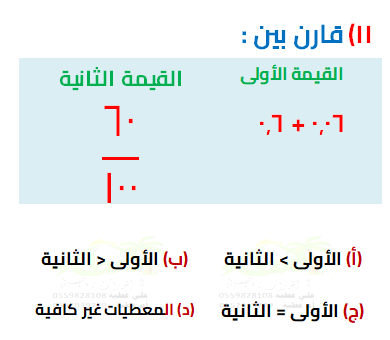 ١١) قارن بين :
القيمة الأولى
القيمة الثانية
٠,٠٦ + ٠,٦
٦٠
١٠٠
(أ) الأولى > الثانية
(ب) الأولى < الثانية
(ج) الأولى = الثانية
(د) المعطيات غير كافية
0559828108